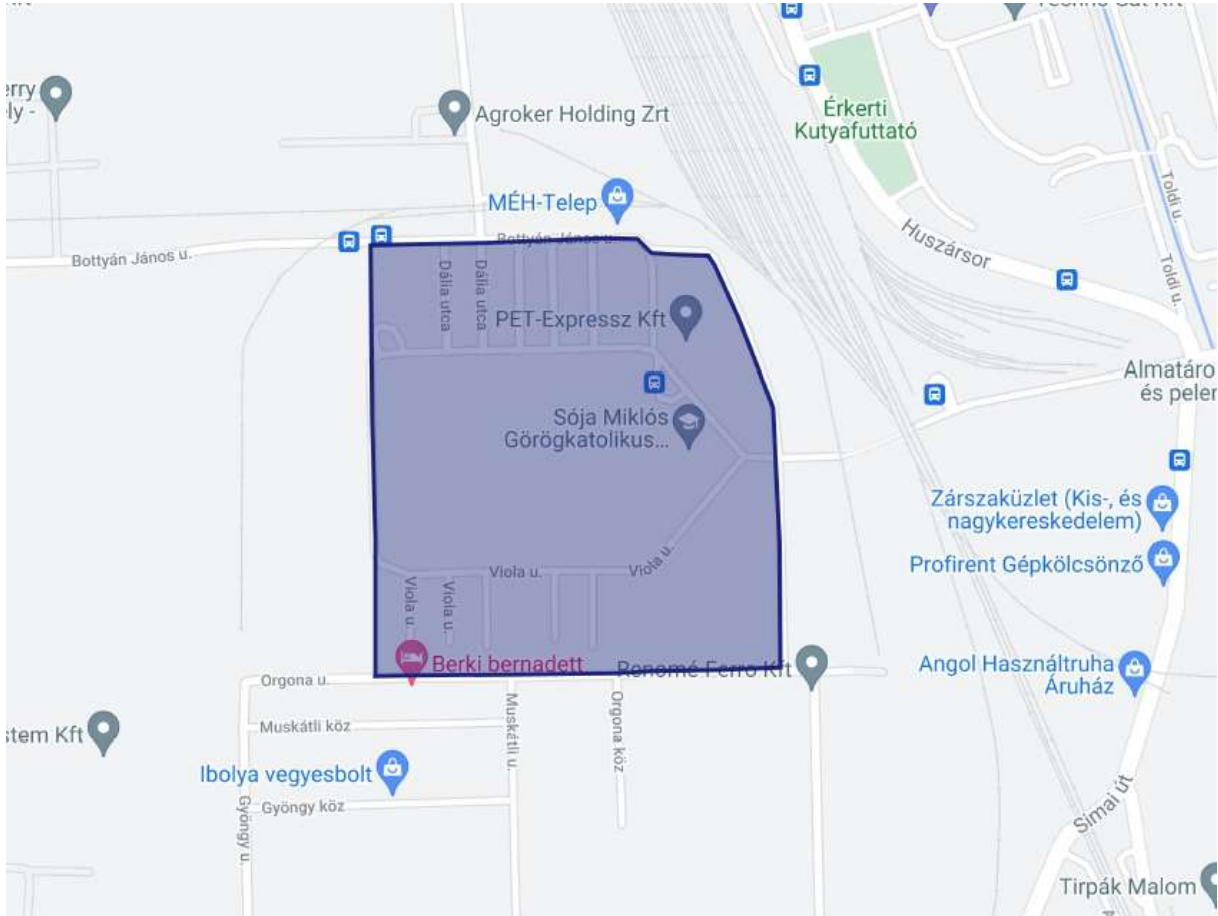 erry
ely -
Agroker Holding Zrt
Érkerti
Kutyafuttató
Toldi u.
MÉH-Telep
Huszársor
Bottyán János u.
Bottyán János u.
Toldi u.
Dália utca
Dália utca
PET-Expressz Kft
Almatáro
és peler
Sója Miklós
Görögkatolikus...
Zárszaküzlet (Kis-, és
nagykereskedelem)
Profirent Gépkölcsönző
Viola u.
Viola u.
Viola u.
Viola u.
Berki bernadett
Renomé Ferro Kft
Angol Használtruha
Áruház
Orgona u.
Muskátli köz
Muskátli u.
Orgona köz
stem Kft
Ibolya vegyesbolt
Gyöngy köz
Gyöngy u.
Simai út
Tirpák Malom